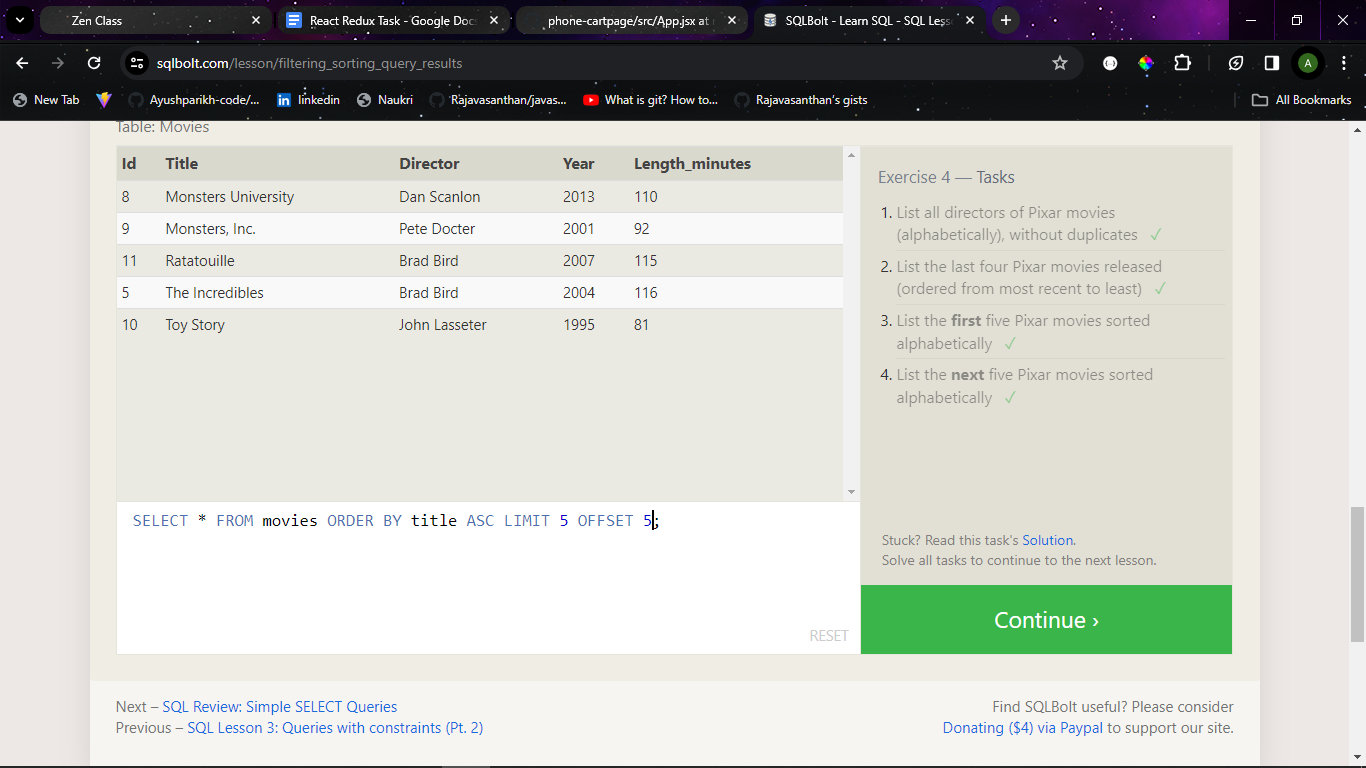 Zen Class
React Redux Task - Google Docs
phone-cartpage/src/App.jsx at
SQLBolt - Learn SQL - SQL Less
sqlbolt.com/lesson/filtering_sorting_query_results
A
New Tab
Ayushparikh-code/...
linkedin
Naukri
Rajavasanthan/javas...
What is git? How to...
Rajavasanthan's gists
All Bookmarks
Table: Movies
Id Title Director Year Length_minutes
8 Monsters University Dan Scanlon 2013 110
9 Monsters, Inc. Pete Docter 2001 92
11 Ratatouille Brad Bird 2007 115
5 The Incredibles Brad Bird 2004 116
10 Toy Story John Lasseter 1995 81
SELECT * FROM movies ORDER BY title ASC LIMIT 5 OFFSET 5;
RESET
Exercise 4 — Tasks
1. List all directors of Pixar movies
(alphabetically), without duplicates ✓
2. List the last four Pixar movies released
(ordered from most recent to least) ✓
3. List the first five Pixar movies sorted
alphabetically ✓
4. List the next five Pixar movies sorted
alphabetically ✓
Stuck? Read this task's Solution.
Solve all tasks to continue to the next lesson.
Continue ›
Next – SQL Review: Simple SELECT Queries
Previous – SQL Lesson 3: Queries with constraints (Pt. 2)
Find SQLBolt useful? Please consider
Donating ($4) via Paypal to support our site.